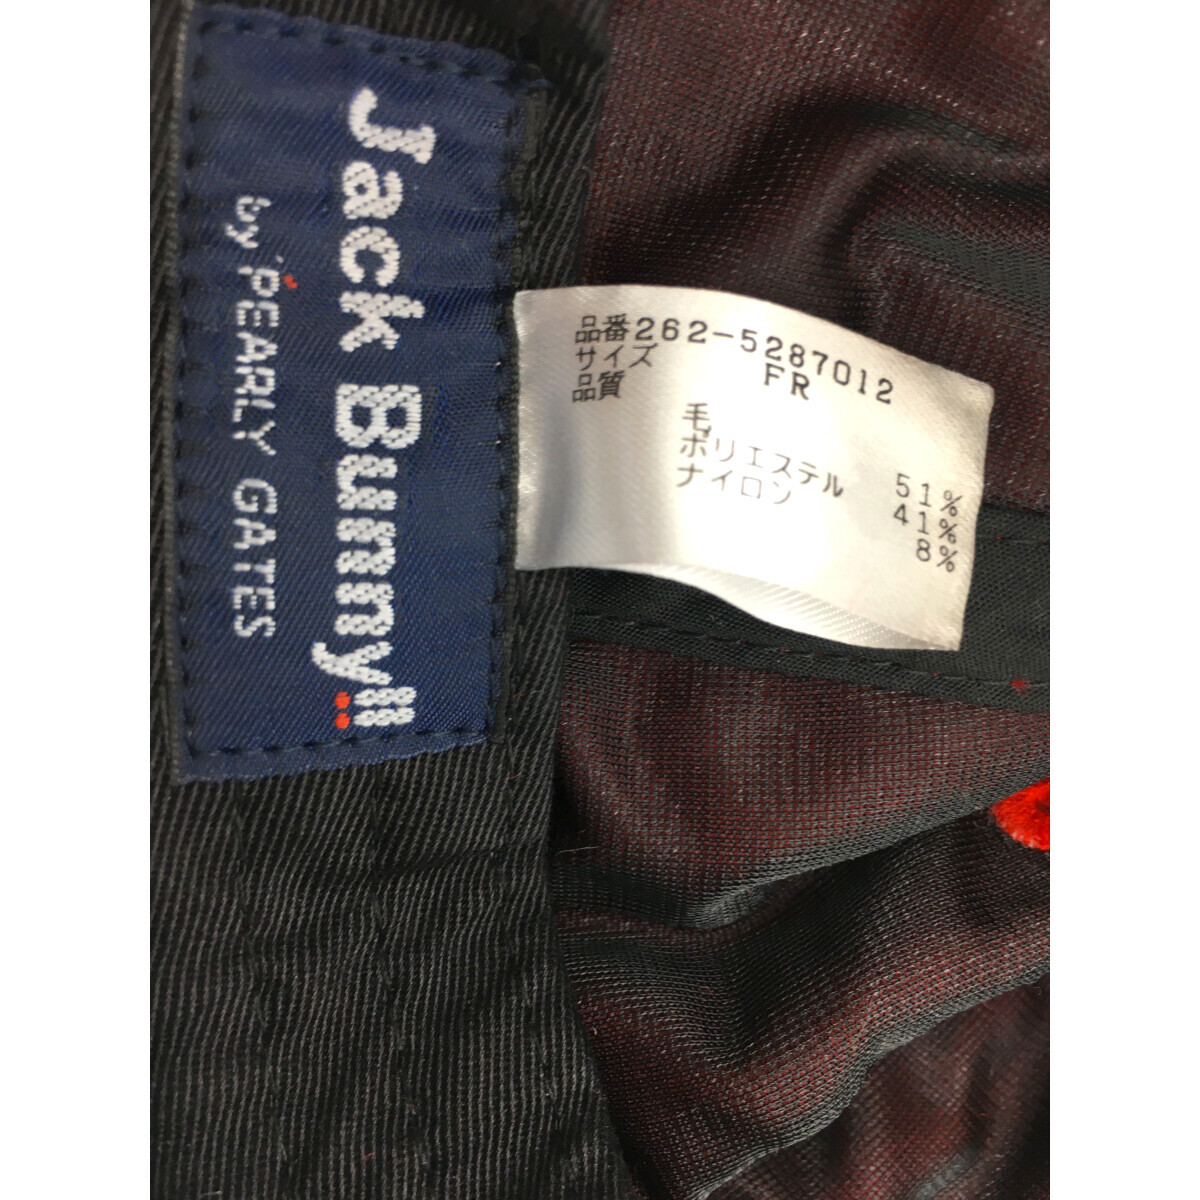 Jack Bunny!!
by PEARLY GATES
品番262-5287012
サイズ FR
品質
毛 51%
ポリエステル 41%
ナイロン 8%